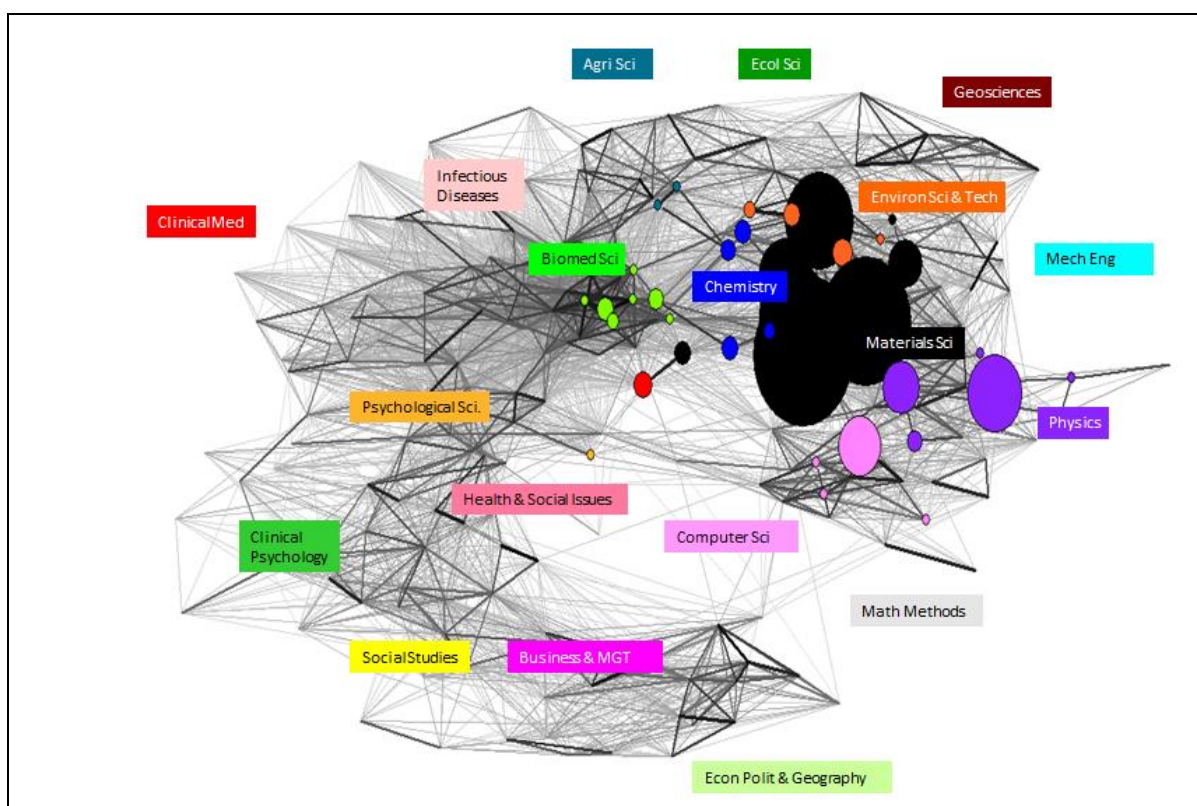 Agri Sci
Ecol Sci
Geosciences
Infectious
Diseases
Environ Sci & Tech
ClinicalMed
Biomed Sci
Mech Eng
Chemistry
Materials Sci
Psychological Sci.
Physics
Health & Social Issues
Clinical
Psychology
Computer Sci
Math Methods
SocialStudies
Business & MGT
Econ Polit & Geography